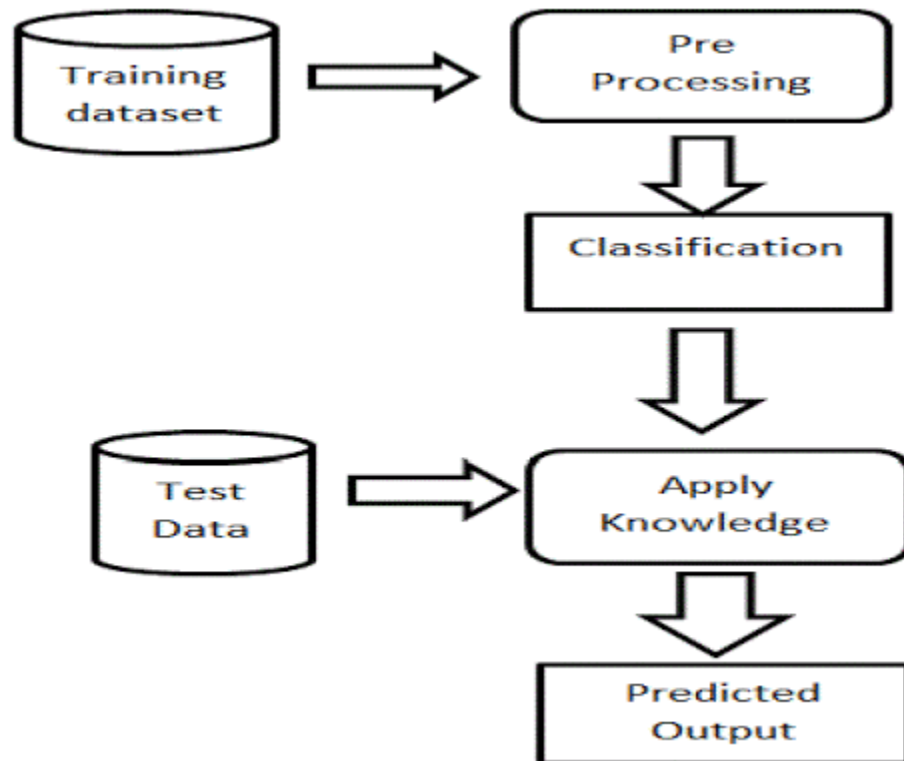 Training
dataset
Pre
Processing
Classification
Test
Data
Apply
Knowledge
Predicted
Output